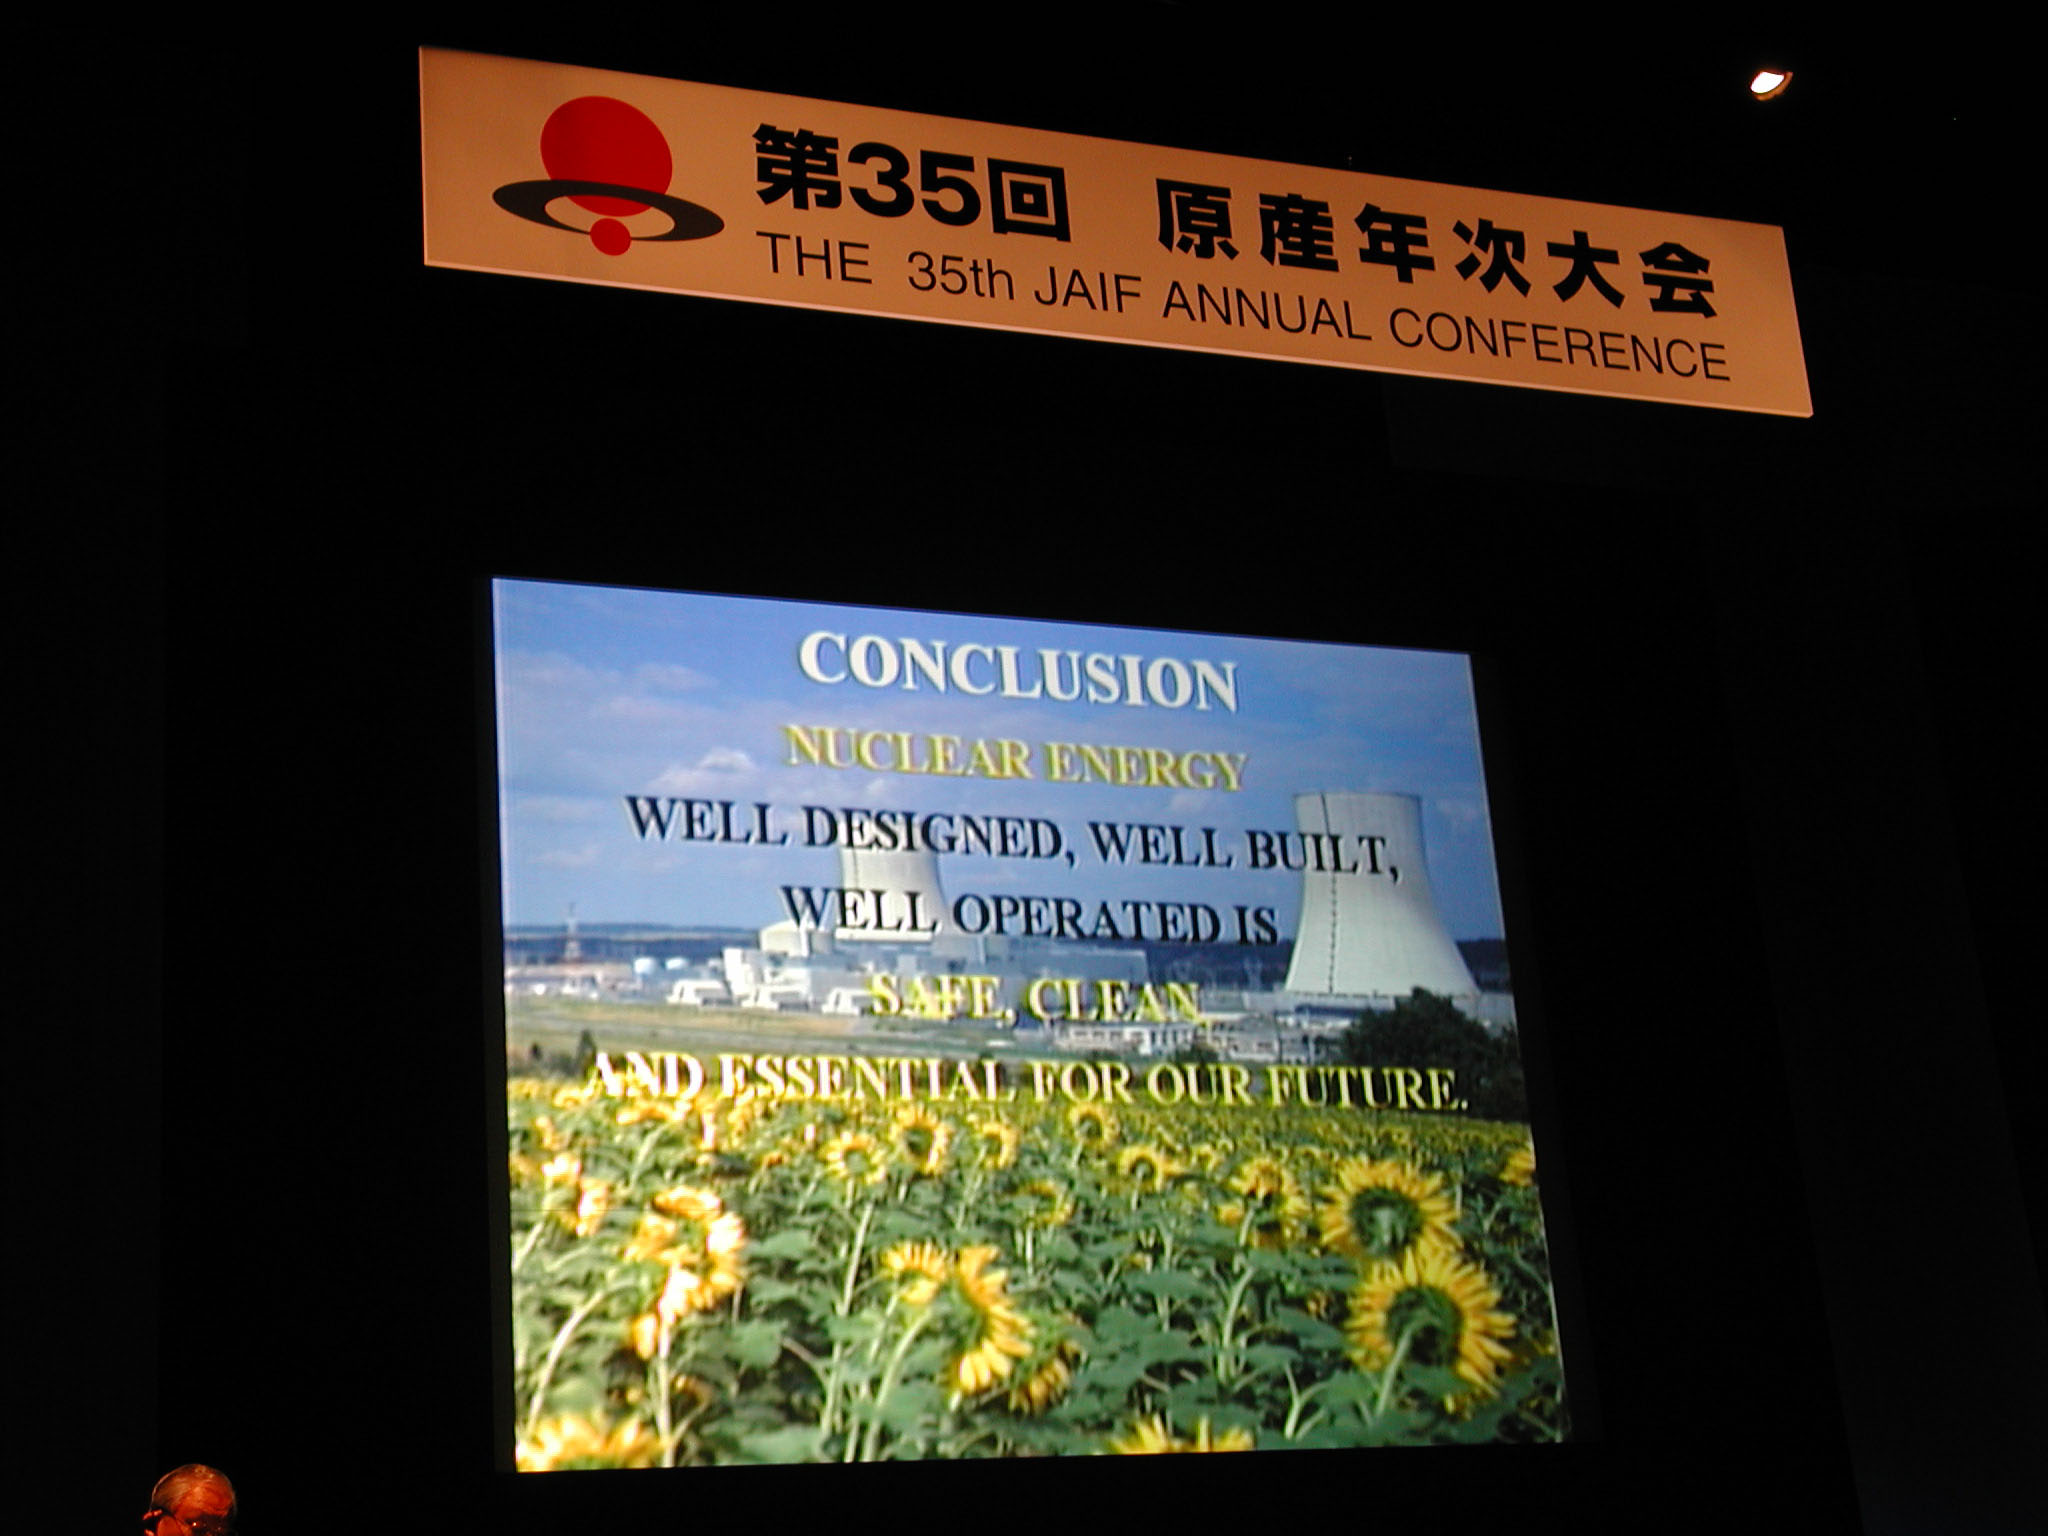 第35回 原産年次大会
THE 35th JAIF ANNUAL CONFERENCE
CONCLUSION
NUCLEAR ENERGY
WELL DESIGNED, WELL BUILT,
WELL OPERATED IS
SAFE, CLEAN
AND ESSENTIAL FOR OUR FUTURE.